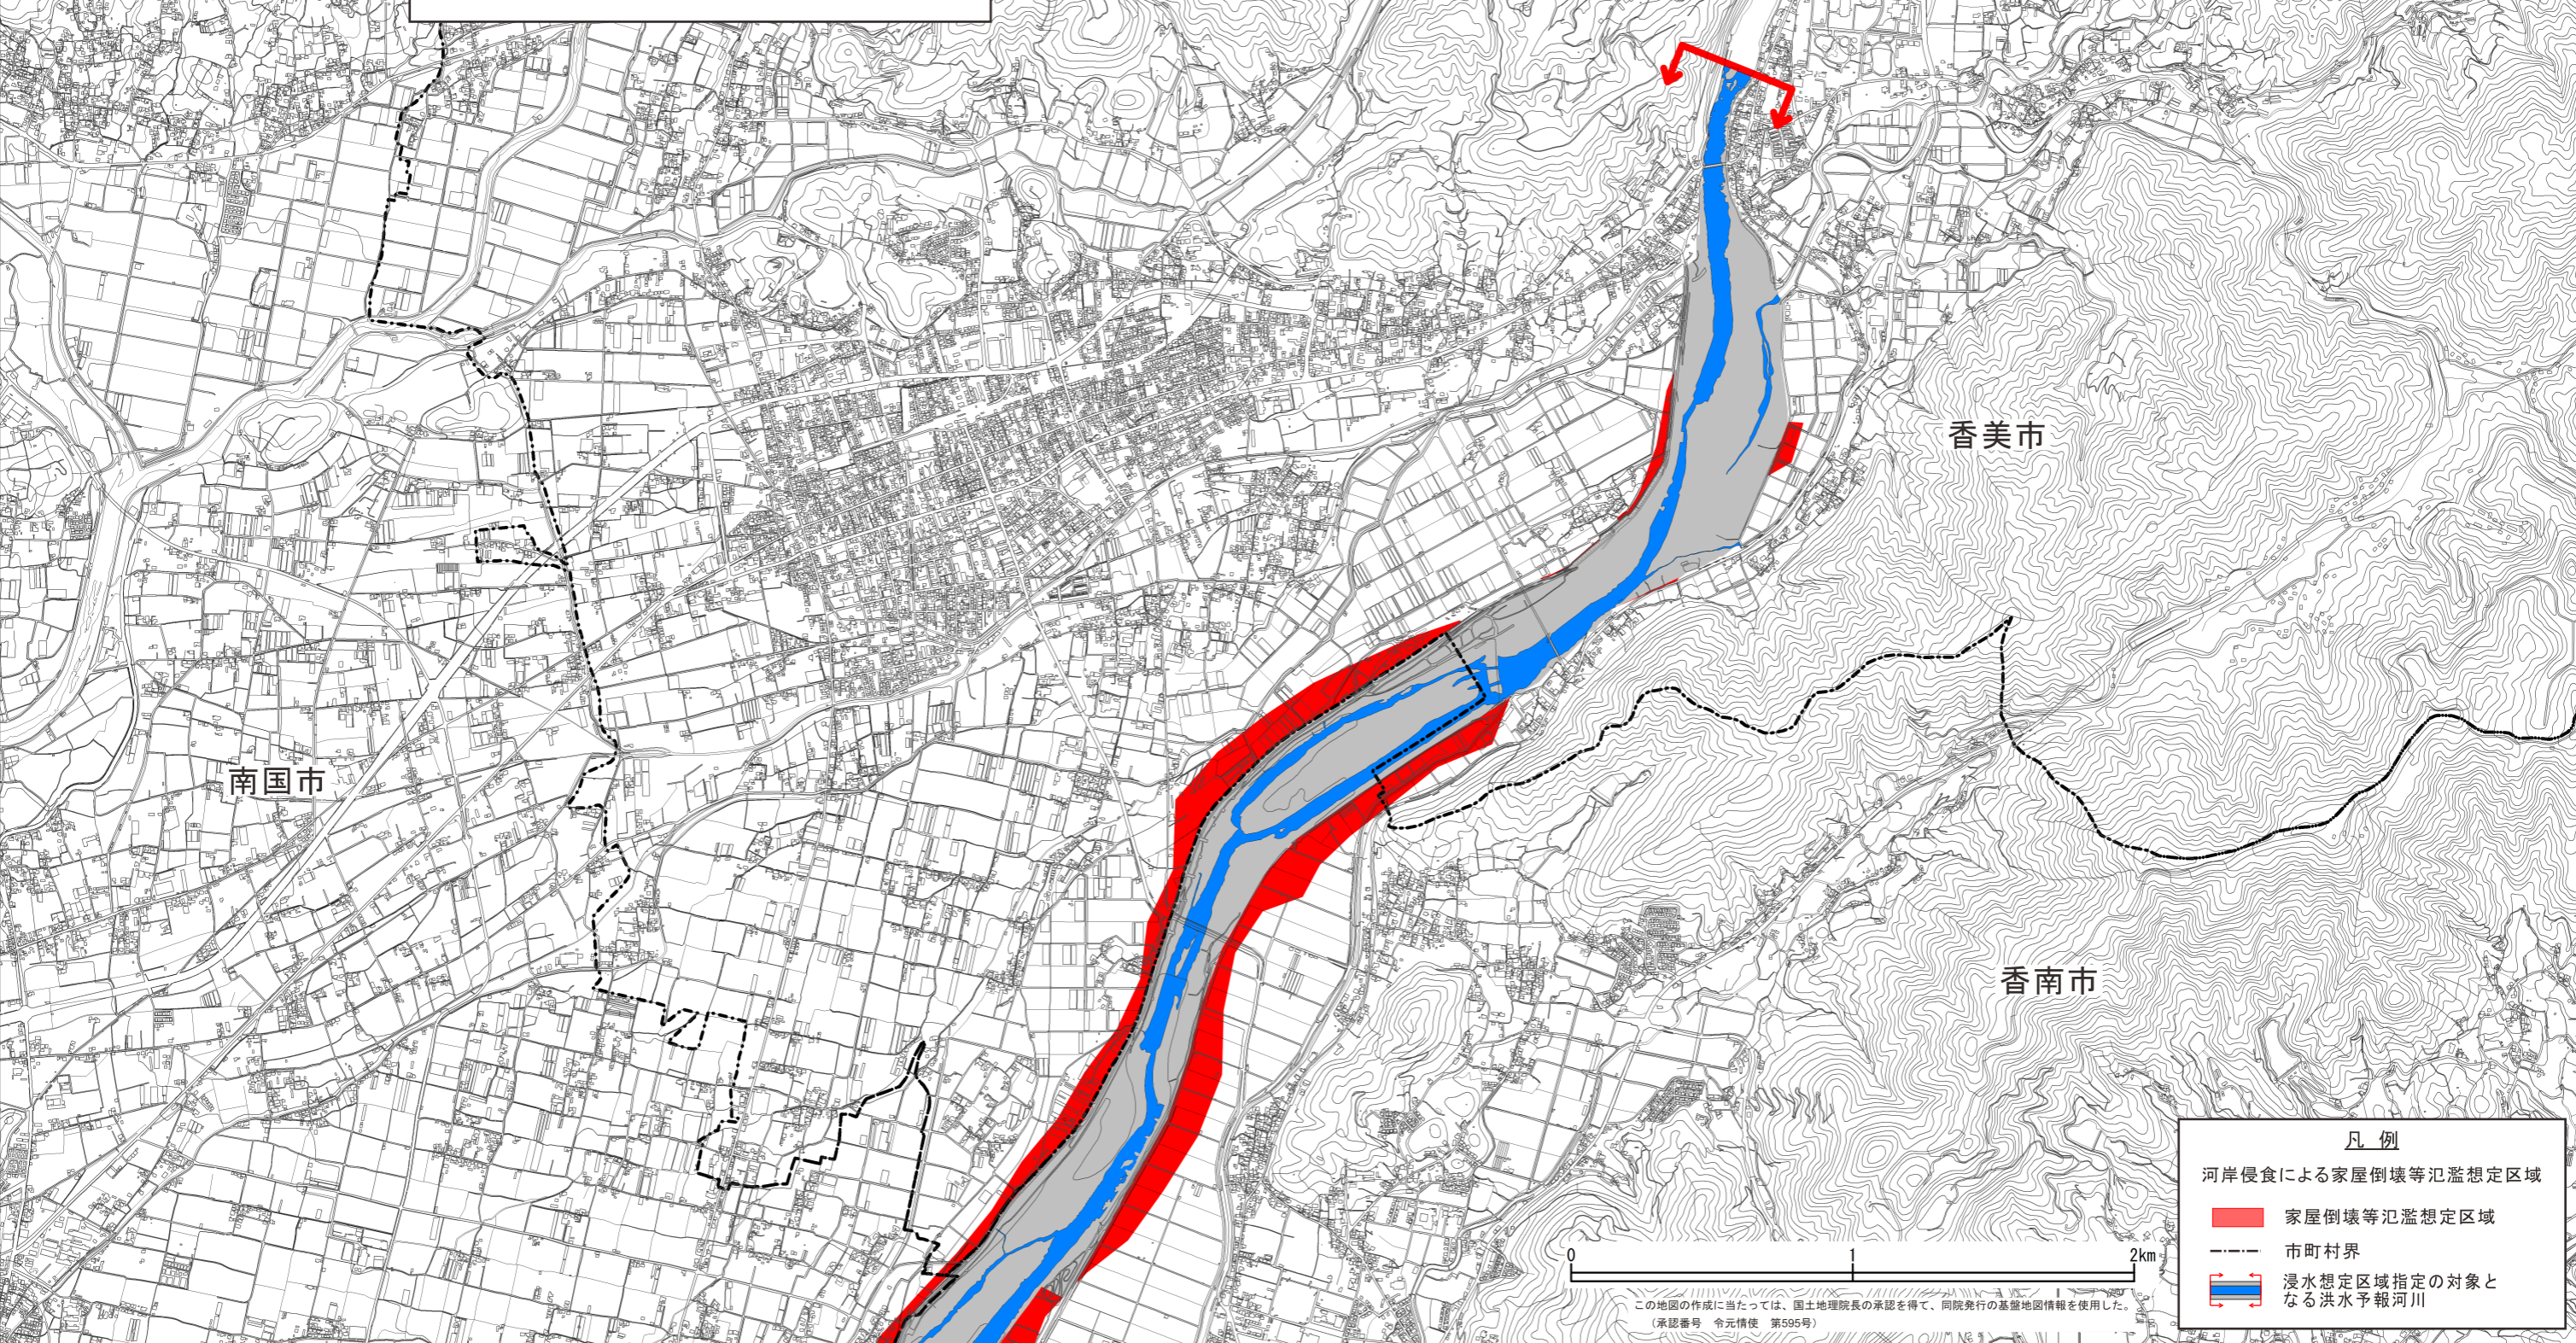 香美市
南国市
香南市
凡 例
河岸侵食による家屋倒壊等氾濫想定区域
家屋倒壊等氾濫想定区域
市町村界
浸水想定区域指定の対象と
なる洪水予報河川
0 1 2km
この地図の作成に当たっては、国土地理院長の承認を得て、同院発行の基盤地図情報を使用した。
（承認番号　令元情使　第595号）